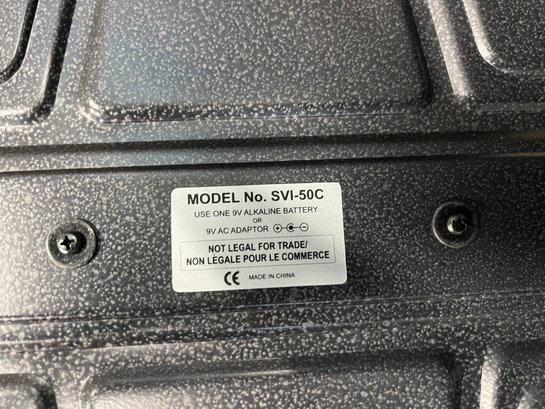 MODEL No. SVI-50C
USE ONE 9V ALKALINE BATTERY
OR
9V AC ADAPTOR
NOT LEGAL FOR TRADE/
NON LÉGALE POUR LE COMMERCE
CE MADE IN CHINA